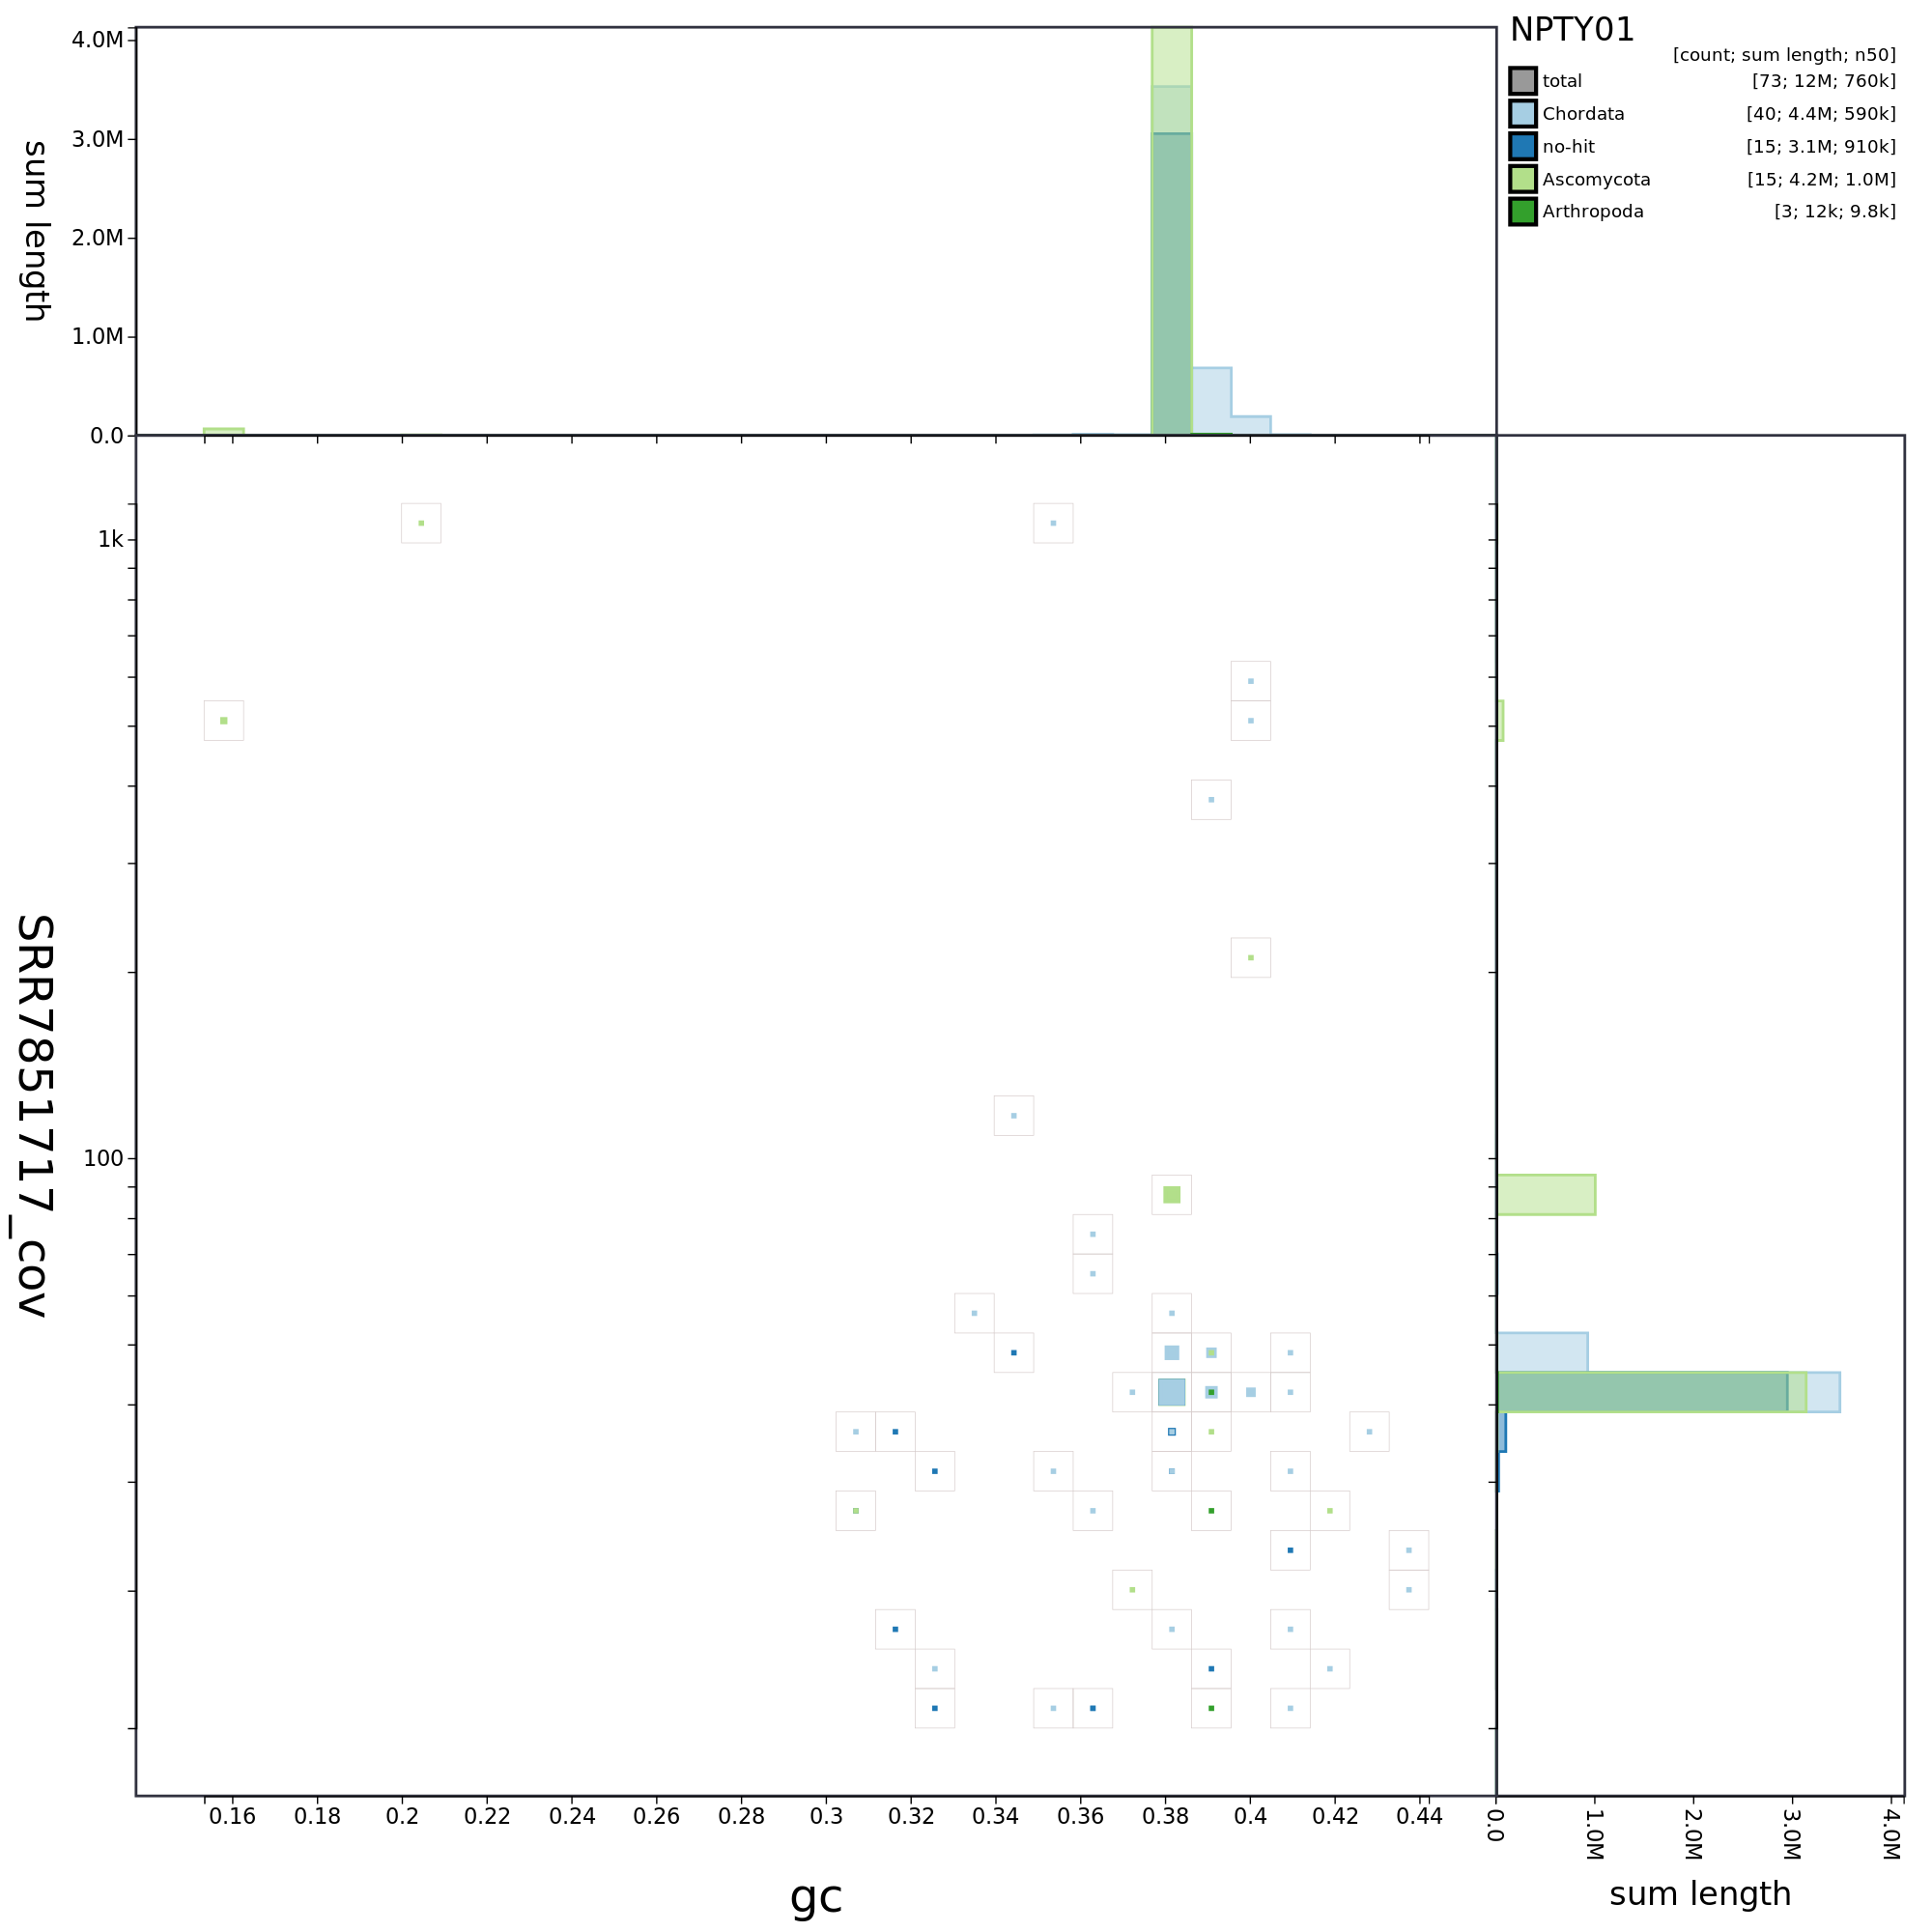 NPTY01
[count; sum length; n50]
total [73; 12M; 760k]
Chordata [40; 4.4M; 590k]
no-hit [15; 3.1M; 910k]
Ascomycota [15; 4.2M; 1.0M]
Arthropoda [3; 12k; 9.8k]
sum length
4.0M
3.0M
2.0M
1.0M
0.0
SRR7851717_cov
1k
100
0.16 0.18 0.2 0.22 0.24 0.26 0.28 0.3 0.32 0.34 0.36 0.38 0.4 0.42 0.44
gc
0.0 1.0M 2.0M 3.0M 4.0M
sum length